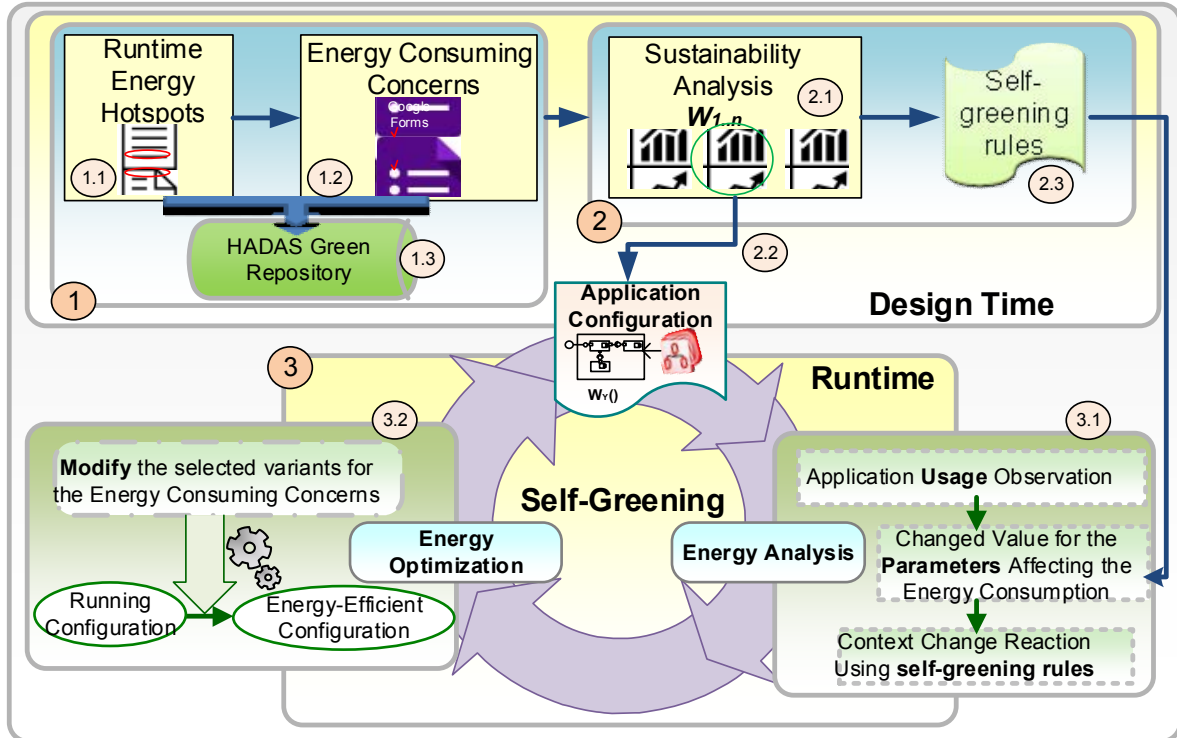 Runtime
Energy
Hotspots
1.1
Energy Consuming
Concerns
Google
Forms
1.2
HADAS Green
Repository
1.3
1
Sustainability
Analysis
W1..n
2.1
Self-
greening
rules
2.3
2
2.2
Design Time
Application
Configuration
WY()
3
Runtime
3.2
Modify the selected variants for
the Energy Consuming Concerns
Running
Configuration
Energy-Efficient
Configuration
Energy
Optimization
Self-Greening
Energy Analysis
3.1
Application Usage Observation
Changed Value for the
Parameters Affecting the
Energy Consumption
Context Change Reaction
Using self-greening rules